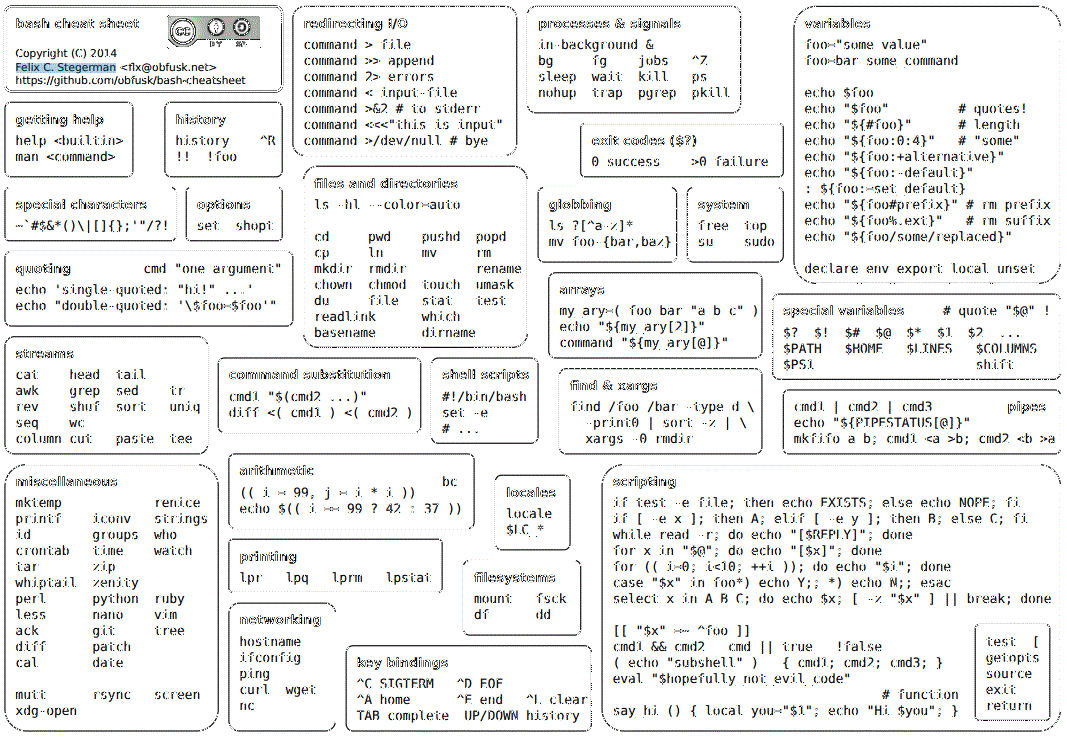 bash cheat sheet
cc BY SA
Copyright (C) 2014
Felix C. Stegerman <flx@obfusk.net>
https://github.com/obfusk/bash-cheatsheet
getting help
help <builtin>
man <command>
history
history ^R
!! !foo
special characters
~`#$&*()\|[]{};'"/?!
options
set shopt
quoting cmd "one argument"
echo 'single-quoted: "hi!" ...'
echo "double-quoted: '\$foo=$foo'"
streams
cat head tail
awk grep sed tr
rev shuf sort uniq
seq wc
column cut paste tee
miscellaneous
mktemp renice
printf iconv strings
id groups who
crontab time watch
tar zip
whiptail zenity
perl python ruby
less nano vim
ack git tree
diff patch
cal date
mutt rsync screen
xdg-open
redirecting i/o
command > file
command >> append
command 2> errors
command < input-file
command >&2 # to stderr
command <<<"this is input"
command >/dev/null # bye
files and directories
ls -hl --color=auto
cd pwd pushd popd
cp ln mv rm
mkdir rmdir rename
chown chmod touch umask
du file stat test
readlink which
basename dirname
command substitution
cmd1 "$(cmd2 ...)"
diff <( cmd1 ) <( cmd2 )
shell scripts
#!/bin/bash
set -e
# ...
arithmetic bc
(( i = 99, j = i * i ))
echo $(( i == 99 ? 42 : 37 ))
locales
locale
$LC_*
printing
lpr lpq lprm lpstat
filesystems
mount fsck
df dd
networking
hostname
ifconfig
ping
curl wget
nc
key bindings
^C SIGTERM ^D EOF
^A home ^E end ^L clear
TAB complete UP/DOWN history
processes & signals
in-background &
bg fg jobs ^Z
sleep wait kill ps
nohup trap pgrep pkill
exit codes ($?)
0 success >0 failure
globbing
ls ?[^a-z]*
mv foo-{bar,baz}
system
free top
su sudo
arrays
my_ary=( foo bar "a b c" )
echo "${my_ary[2]}"
command "${my_ary[@]}"
find & xargs
find /foo /bar -type d \
-print0 | sort -z | \
xargs -0 rmdir
variables
foo="some value"
foo=bar some_command
echo $foo
echo "$foo" # quotes!
echo "${#foo}" # length
echo "${foo:0:4}" # "some"
echo "${foo:+alternative}"
echo "${foo:-default}"
: ${foo:=set_default}
echo "${foo#prefix}" # rm prefix
echo "${foo%.ext}" # rm suffix
echo "${foo/some/replaced}"
declare env export local unset
special variables # quote "$@" !
$? $! $# $@ $* $1 $2 ...
$PATH $HOME $LINES $COLUMNS
$PS1 shift
cmd1 | cmd2 | cmd3 pipes
echo "${PIPESTATUS[@]}"
mkfifo a b; cmd1 <a >b; cmd2 <b >a
scripting
if test -e file; then echo EXISTS; else echo NOPE; fi
if [ -e x ]; then A; elif [ -e y ]; then B; else C; fi
while read -r; do echo "[$REPLY]"; done
for x in "$@"; do echo "[$x]"; done
for (( i=0; i<10; ++i )); do echo "$i"; done
case "$x" in foo*) echo Y;; *) echo N;; esac
select x in A B C; do echo $x; [ -z "$x" ] || break; done
[[ "$x" =~ ^foo ]]
cmd1 && cmd2 cmd || true !false
( echo "subshell" ) { cmd1; cmd2; cmd3; }
eval "$hopefully_not_evil_code"
# function
say_hi () { local you="$1"; echo "Hi $you"; }
test [
getopts
source
exit
return